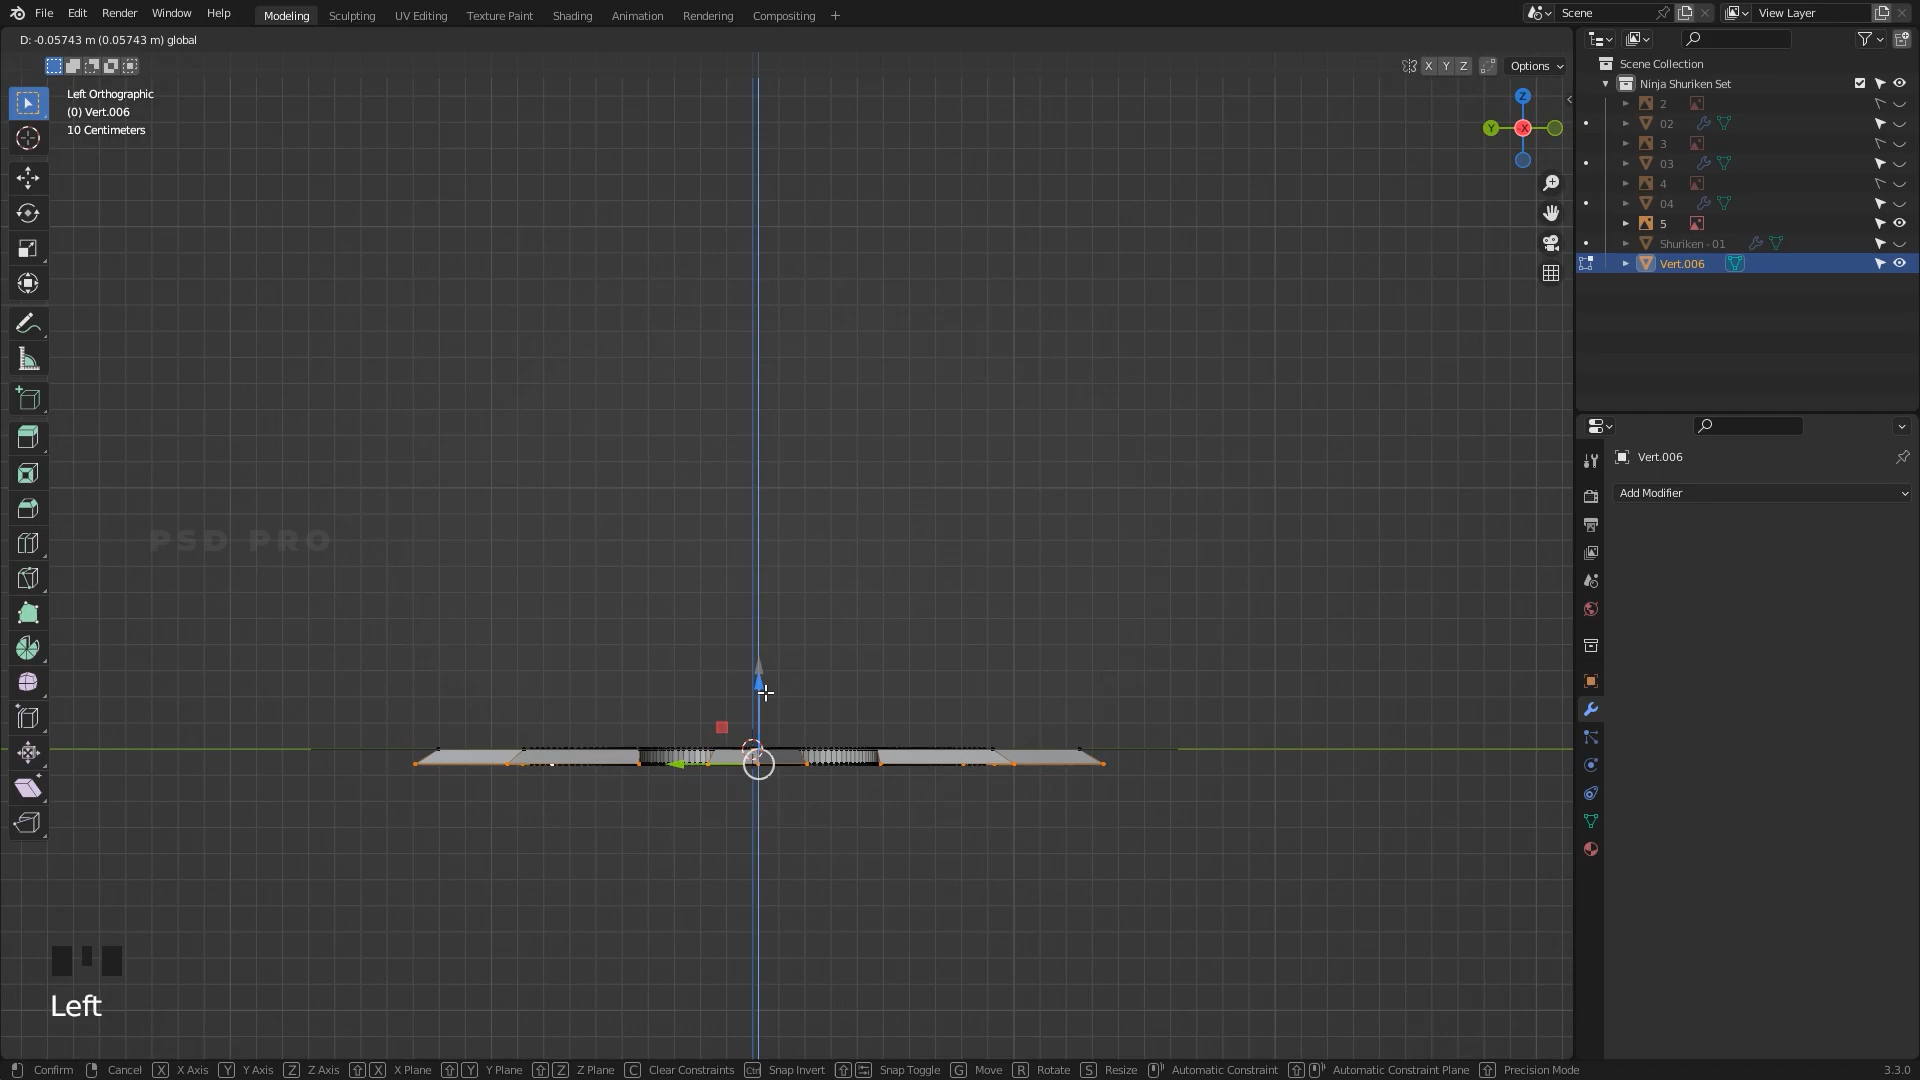 File Edit Render Window Help Modeling Sculpting UV Editing Texture Paint Shading Animation Rendering Compositing + Scene View Layer
D: -0.05743 m (0.05743 m) global
X Y Z Options
Left Orthographic
(0) Vert.006
10 Centimeters
Z
Y X
Scene Collection
Ninja Shuriken Set
2
02
3
03
4
04
5
Shuriken - 01
Vert.006
Vert.006
Add Modifier
PSD PRO
Left
Confirm Cancel X X Axis Y Y Axis Z Z Axis X X Plane Y Y Plane Z Z Plane C Clear Constraints Ctrl Snap Invert Snap Toggle G Move R Rotate S Resize Automatic Constraint Automatic Constraint Plane Precision Mode 3.3.0